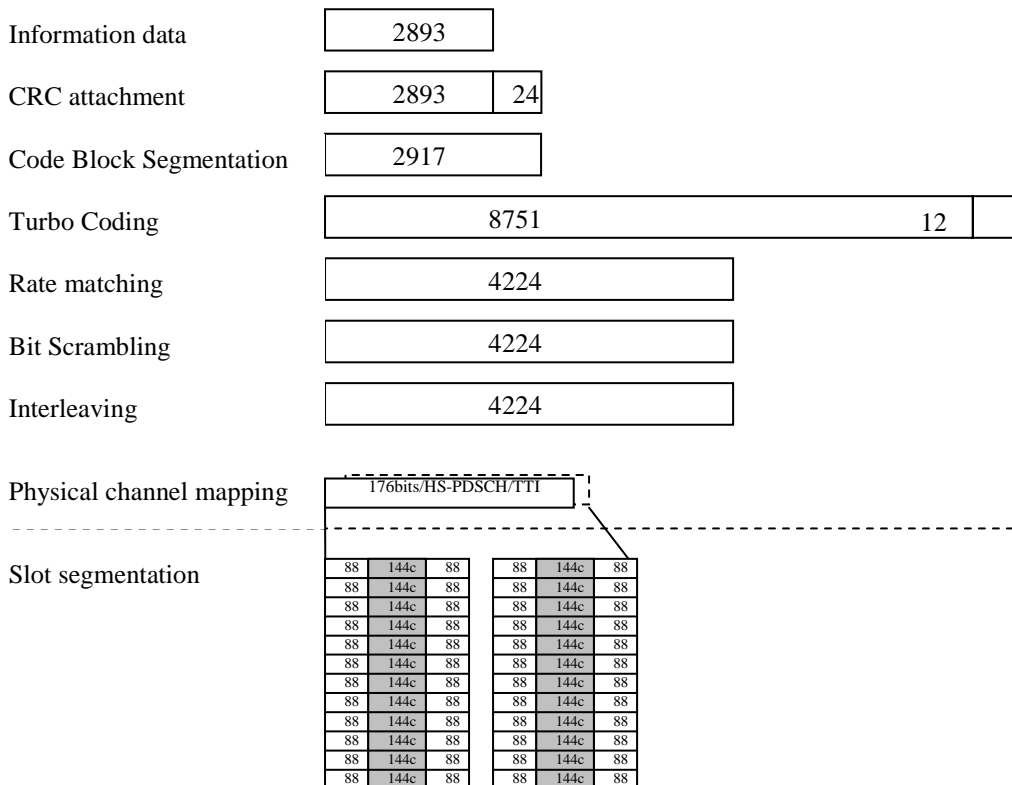 Information data 2893
CRC attachment 2893 24
Code Block Segmentation 2917
Turbo Coding 8751 12
Rate matching 4224
Bit Scrambling 4224
Interleaving 4224
Physical channel mapping 176bits/HS-PDSCH/TTI
Slot segmentation
88 144c 88 88 144c 88
88 144c 88 88 144c 88
88 144c 88 88 144c 88
88 144c 88 88 144c 88
88 144c 88 88 144c 88
88 144c 88 88 144c 88
88 144c 88 88 144c 88
88 144c 88 88 144c 88
88 144c 88 88 144c 88
88 144c 88 88 144c 88
88 144c 88 88 144c 88
88 144c 88 88 144c 88